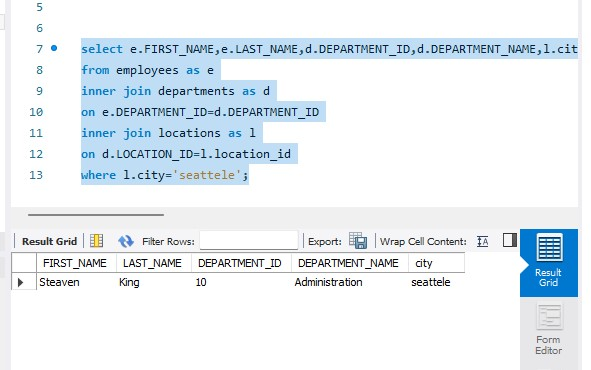 5
6
7 select e.FIRST_NAME,e.LAST_NAME,d.DEPARTMENT_ID,d.DEPARTMENT_NAME,l.cit
8 from employees as e
9 inner join departments as d
10 on e.DEPARTMENT_ID=d.DEPARTMENT_ID
11 inner join locations as l
12 on d.LOCATION_ID=l.location_id
13 where l.city='seattele';
Result Grid Filter Rows: Export: Wrap Cell Content: IA
FIRST_NAME LAST_NAME DEPARTMENT_ID DEPARTMENT_NAME city
Steaven King 10 Administration seattele
Result
Grid
Form
Editor